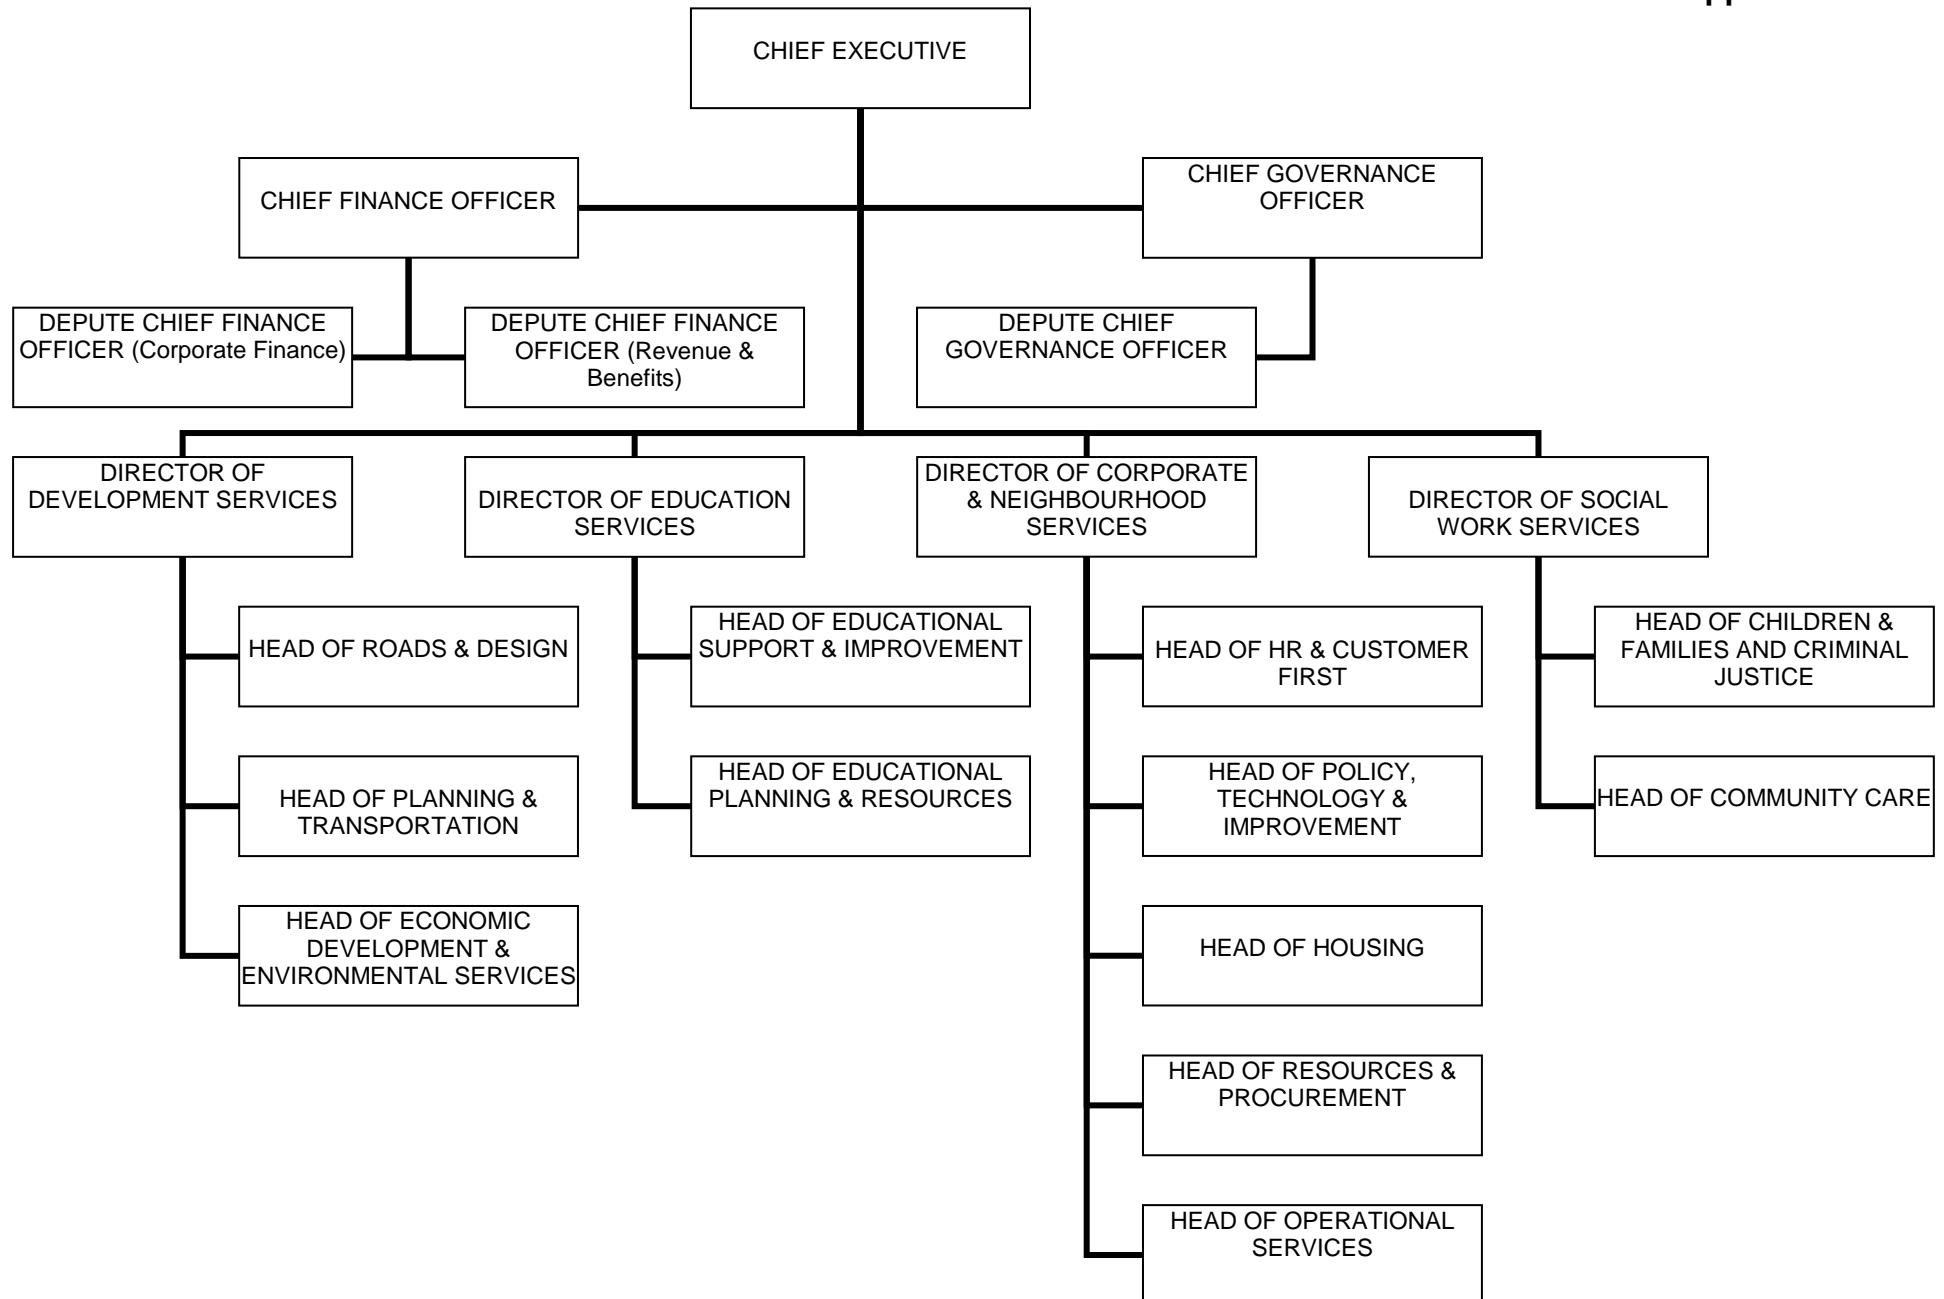 CHIEF EXECUTIVE
CHIEF FINANCE OFFICER
CHIEF GOVERNANCE
OFFICER
DEPUTE CHIEF FINANCE
OFFICER (Corporate Finance)
DEPUTE CHIEF FINANCE
OFFICER (Revenue &
Benefits)
DEPUTE CHIEF
GOVERNANCE OFFICER
DIRECTOR OF
DEVELOPMENT SERVICES
DIRECTOR OF EDUCATION
SERVICES
DIRECTOR OF CORPORATE
& NEIGHBOURHOOD
SERVICES
DIRECTOR OF SOCIAL
WORK SERVICES
HEAD OF ROADS & DESIGN
HEAD OF EDUCATIONAL
SUPPORT & IMPROVEMENT
HEAD OF HR & CUSTOMER
FIRST
HEAD OF CHILDREN &
FAMILIES AND CRIMINAL
JUSTICE
HEAD OF PLANNING &
TRANSPORTATION
HEAD OF EDUCATIONAL
PLANNING & RESOURCES
HEAD OF POLICY,
TECHNOLOGY &
IMPROVEMENT
HEAD OF COMMUNITY CARE
HEAD OF ECONOMIC
DEVELOPMENT &
ENVIRONMENTAL SERVICES
HEAD OF HOUSING
HEAD OF RESOURCES &
PROCUREMENT
HEAD OF OPERATIONAL
SERVICES